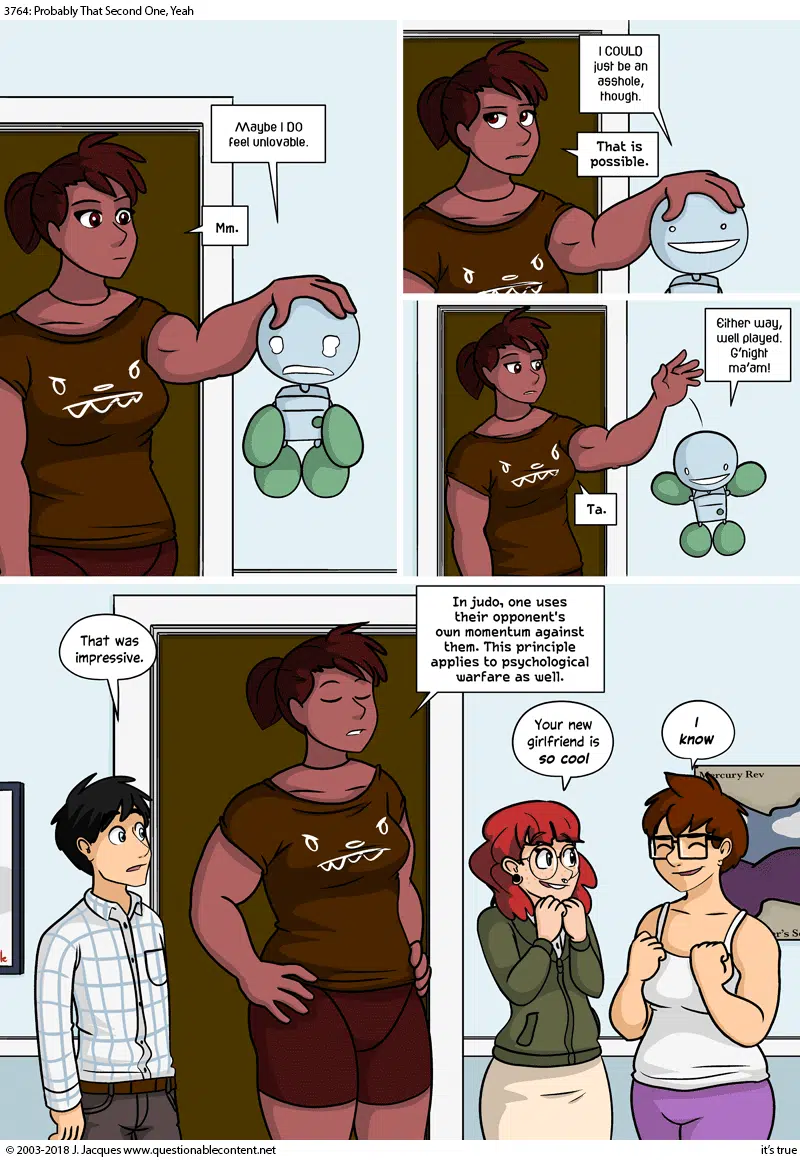 3764: Probably That Second One, Yeah
Maybe I DO
feel unlovable.
Mm.
I COULD
just be an
asshole,
though.
That is
possible.
Either way,
well played.
G'night
ma'am!
Ta.
That was
impressive.
In judo, one uses
their opponent's
own momentum against
them. This principle
applies to psychological
warfare as well.
Your new
girlfriend is
so cool
I
know
Mercury Rev
er's So
le
© 2003-2018 J. Jacques www.questionablecontent.net
it's true